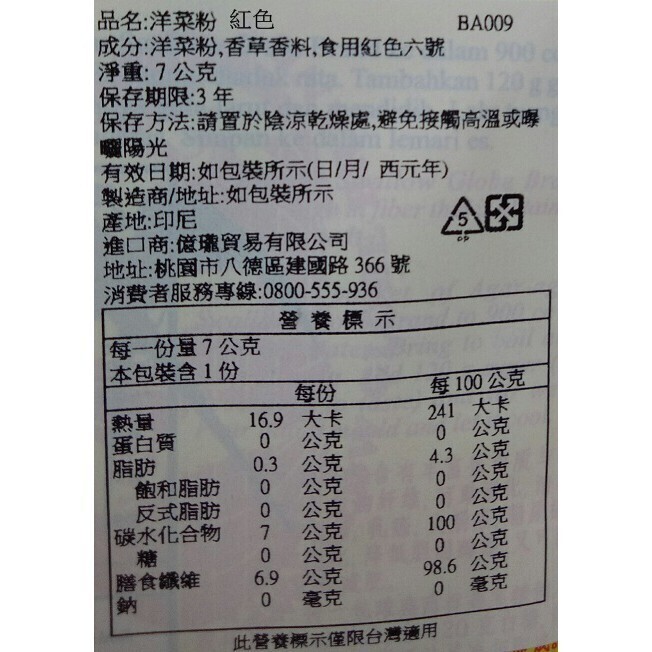 品名:洋菜粉 紅色 BA009
成分:洋菜粉,香草香料,食用紅色六號
淨重:7公克
保存期限:3年
保存方法:請置於陰涼乾燥處,避免接觸高溫或曝
曬陽光
有效日期:如包裝所示(日/月/ 西元年)
製造商/地址:如包裝所示
產地:印尼
5
進口商:億瓏貿易有限公司
地址:桃園市八德區建國路366號
消費者服務專線:0800-555-936
營養標示
每一份量7公克
本包裝含1份
每份 每100公克
熱量 16.9 大卡 241 大卡
蛋白質 0 公克 0 公克
脂肪 0.3 公克 4.3 公克
飽和脂肪 0 公克 0 公克
反式脂肪 0 公克 0 公克
碳水化合物 7 公克 100 公克
糖 0 公克 0 公克
膳食纖維 6.9 公克 98.6 公克
鈉 0 毫克 0 毫克
此營養標示僅限台灣適用